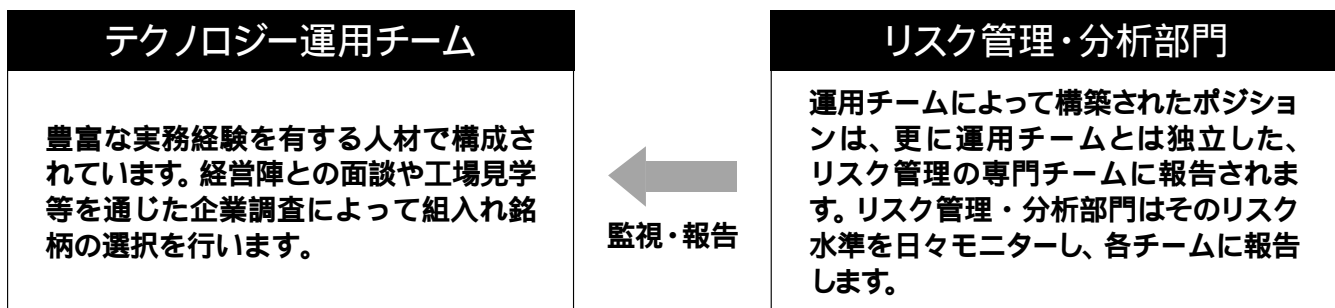 テクノロジー運用チーム
豊富な実務経験を有する人材で構成さ
れています。経営陣との面談や工場見学
等を通じた企業調査によって組入れ銘
柄の選択を行います。
監視・報告
リスク管理・分析部門
運用チームによって構築されたポジショ
ンは、更に運用チームとは独立した、
リスク管理の専門チームに報告されま
す。リスク管理・分析部門はそのリスク
水準を日々モニターし、各チームに報告
します。